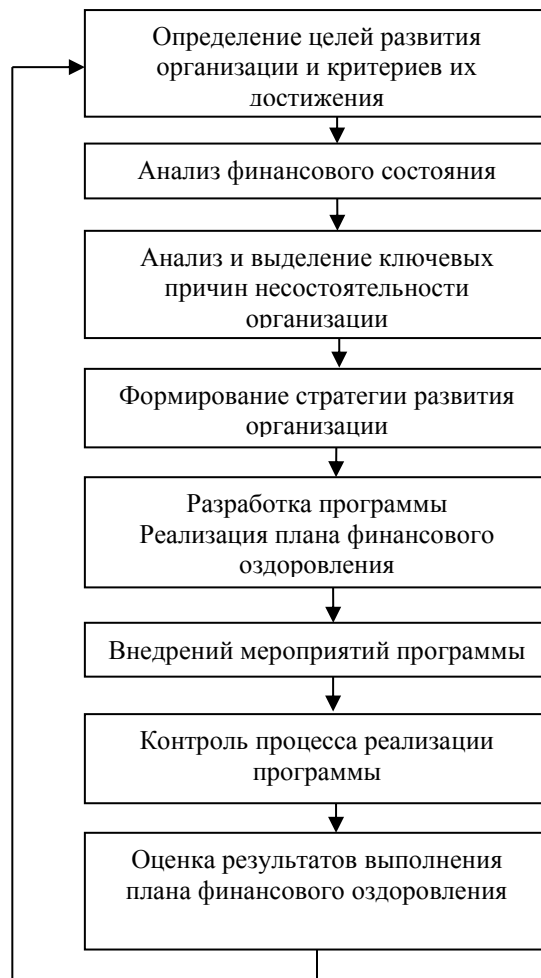 Определение целей развития
организации и критериев их
достижения
Анализ финансового состояния
Анализ и выделение ключевых
причин несостоятельности
организации
Формирование стратегии развития
организации
Разработка программы
Реализация плана финансового
оздоровления
Внедрений мероприятий программы
Контроль процесса реализации
программы
Оценка результатов выполнения
плана финансового оздоровления